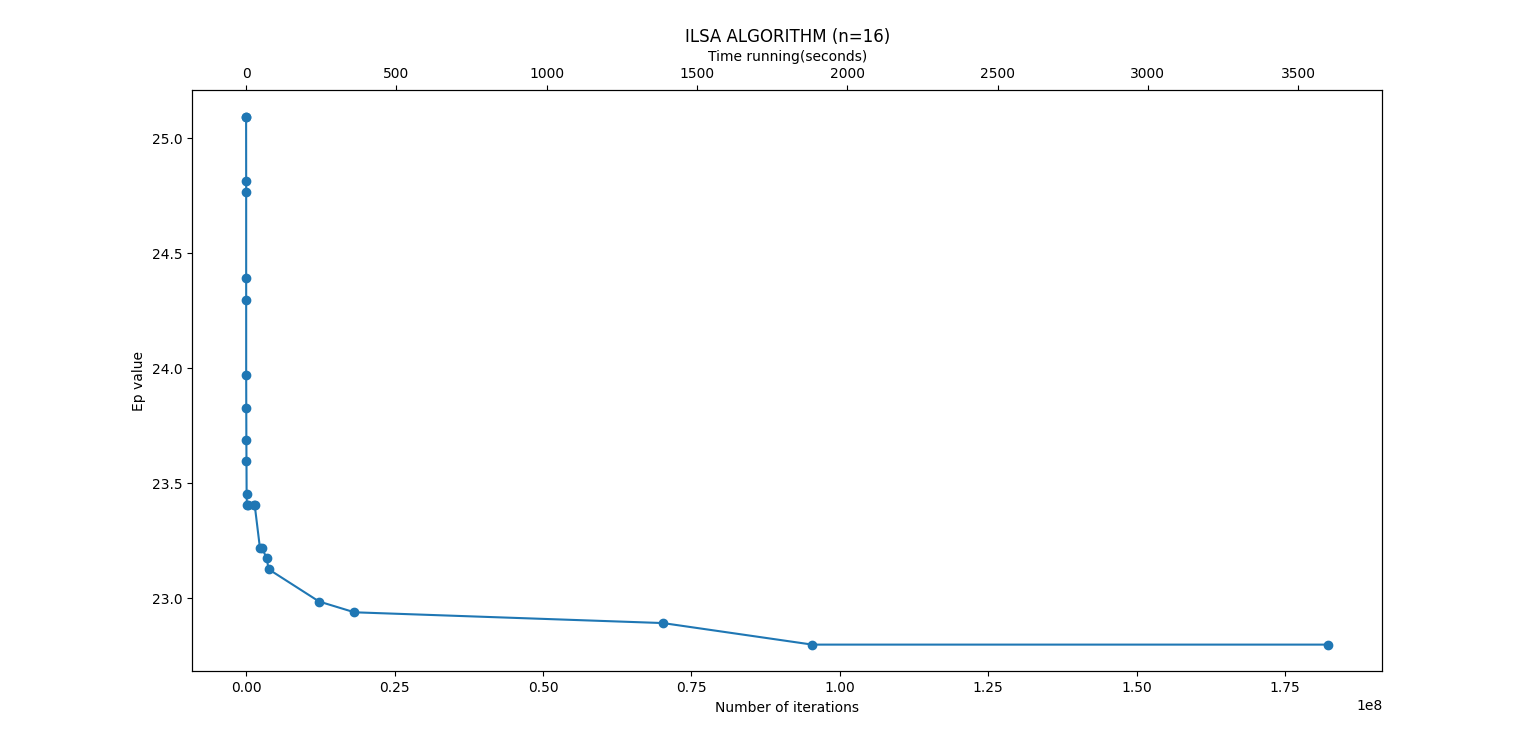 ILSA ALGORITHM (n=16)
Time running(seconds)
0 500 1000 1500 2000 2500 3000 3500
25.0
24.5
24.0
23.5
23.0
Ep value
0.00 0.25 0.50 0.75 1.00 1.25 1.50 1.75
Number of iterations
1e8